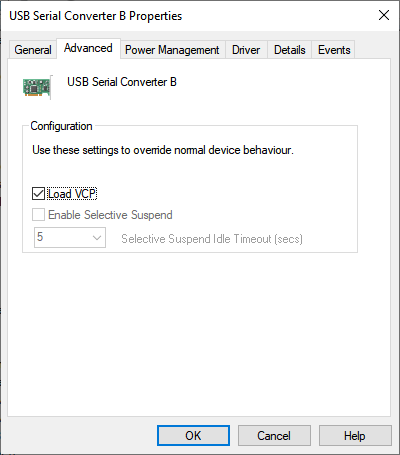 USB Serial Converter B Properties
General Advanced Power Management Driver Details Events
USB Serial Converter B
Configuration
Use these settings to override normal device behaviour.
Load VCP
Enable Selective Suspend
5 Selective Suspend Idle Timeout (secs)
OK Cancel Help